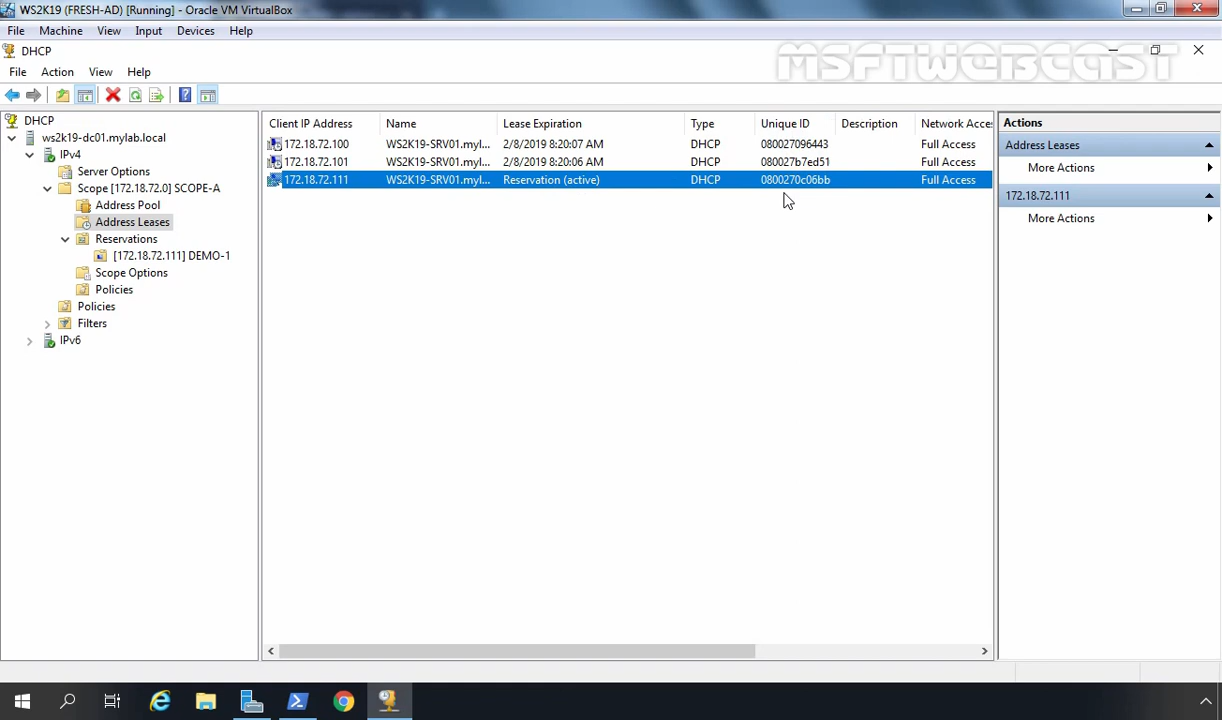 WS2K19 (FRESH-AD) [Running] - Oracle VM VirtualBox
File Machine View Input Devices Help
DHCP
MSFTWEBCAST
File Action View Help
DHCP
ws2k19-dc01.mylab.local
IPv4
Server Options
Scope [172.18.72.0] SCOPE-A
Address Pool
Address Leases
Reservations
[172.18.72.111] DEMO-1
Scope Options
Policies
Policies
Filters
IPv6
Client IP Address Name Lease Expiration Type Unique ID Description Network Acces
172.18.72.100 WS2K19-SRV01.myl... 2/8/2019 8:20:07 AM DHCP 080027096443 Full Access
172.18.72.101 WS2K19-SRV01.myl... 2/8/2019 8:20:06 AM DHCP 080027b7ed51 Full Access
172.18.72.111 WS2K19-SRV01.myl... Reservation (active) DHCP 0800270c06bb Full Access
Actions
Address Leases
More Actions
172.18.72.111
More Actions